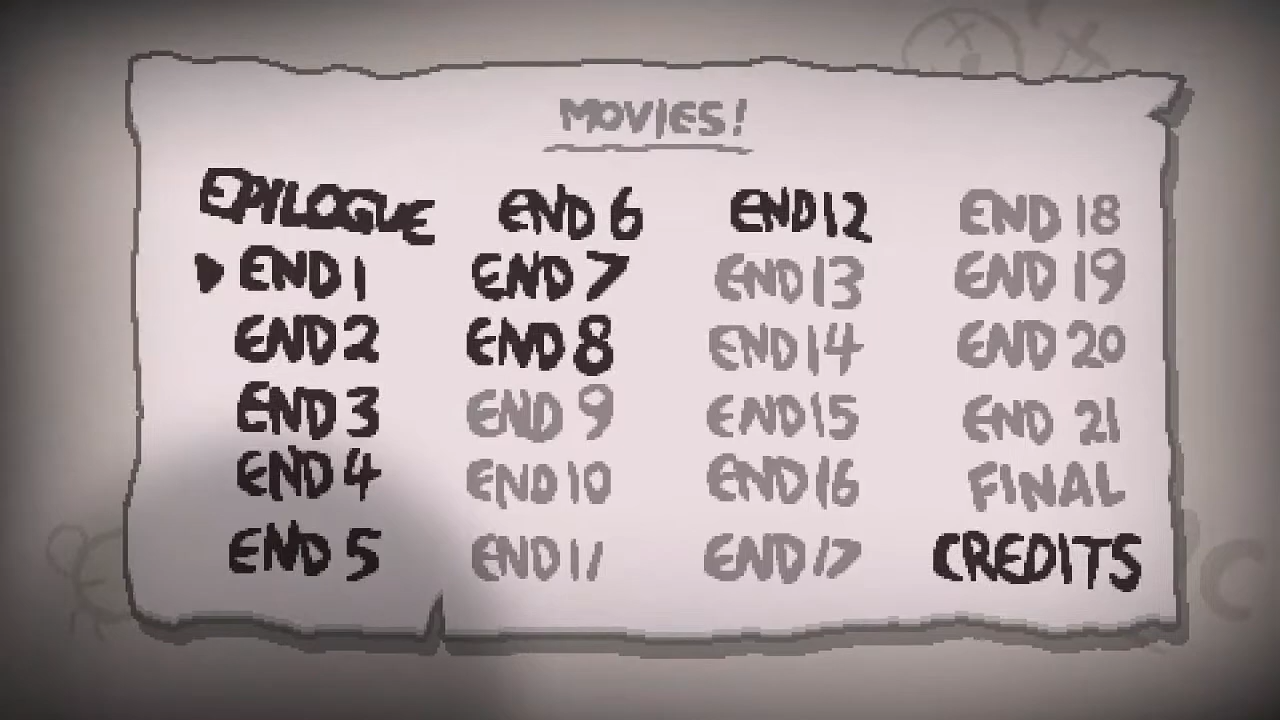 MOVIES!
EPILOGUE
END 1
END 2
END 3
END 4
END 5
END 6
END 7
END 8
END 9
END 10
END 11
END 12
END 13
END 14
END 15
END 16
END 17
END 18
END 19
END 20
END 21
FINAL
CREDITS